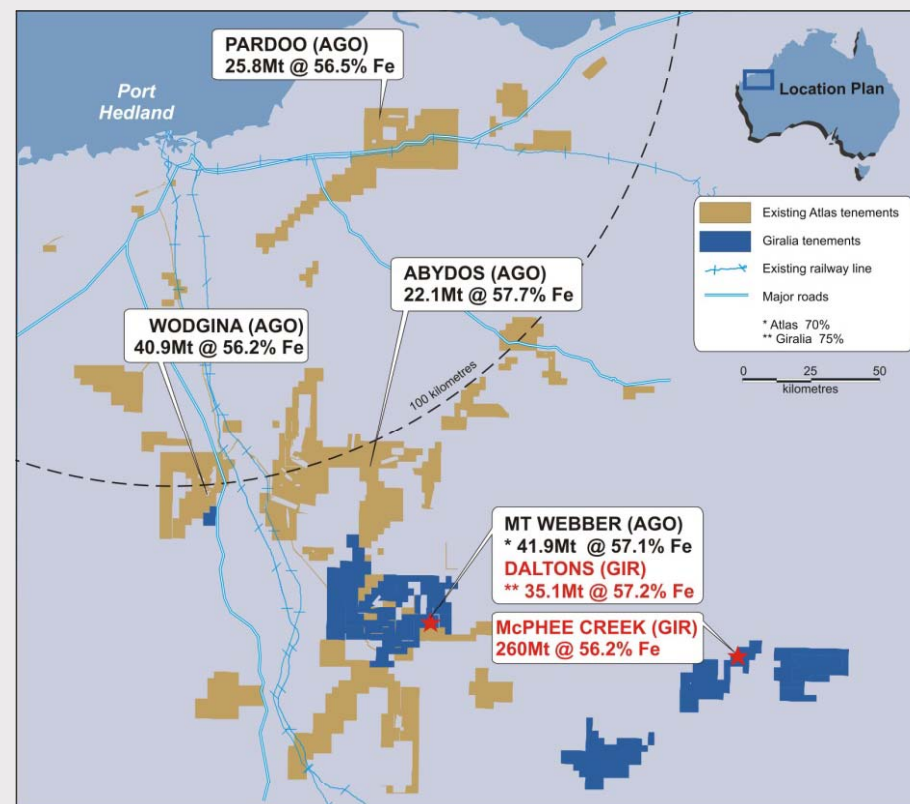 PARDOO (AGO)
25.8Mt @ 56.5% Fe
Port
Hedland
Location Plan
Existing Atlas tenements
Giralia tenements
Existing railway line
Major roads
* Atlas 70%
** Giralia 75%
0 25 50
kilometres
ABYDOS (AGO)
22.1Mt @ 57.7% Fe
WODGINA (AGO)
40.9Mt @ 56.2% Fe
100 kilometres
MT WEBBER (AGO)
* 41.9Mt @ 57.1% Fe
DALTONS (GIR)
** 35.1Mt @ 57.2% Fe
McPHEE CREEK (GIR)
260Mt @ 56.2% Fe